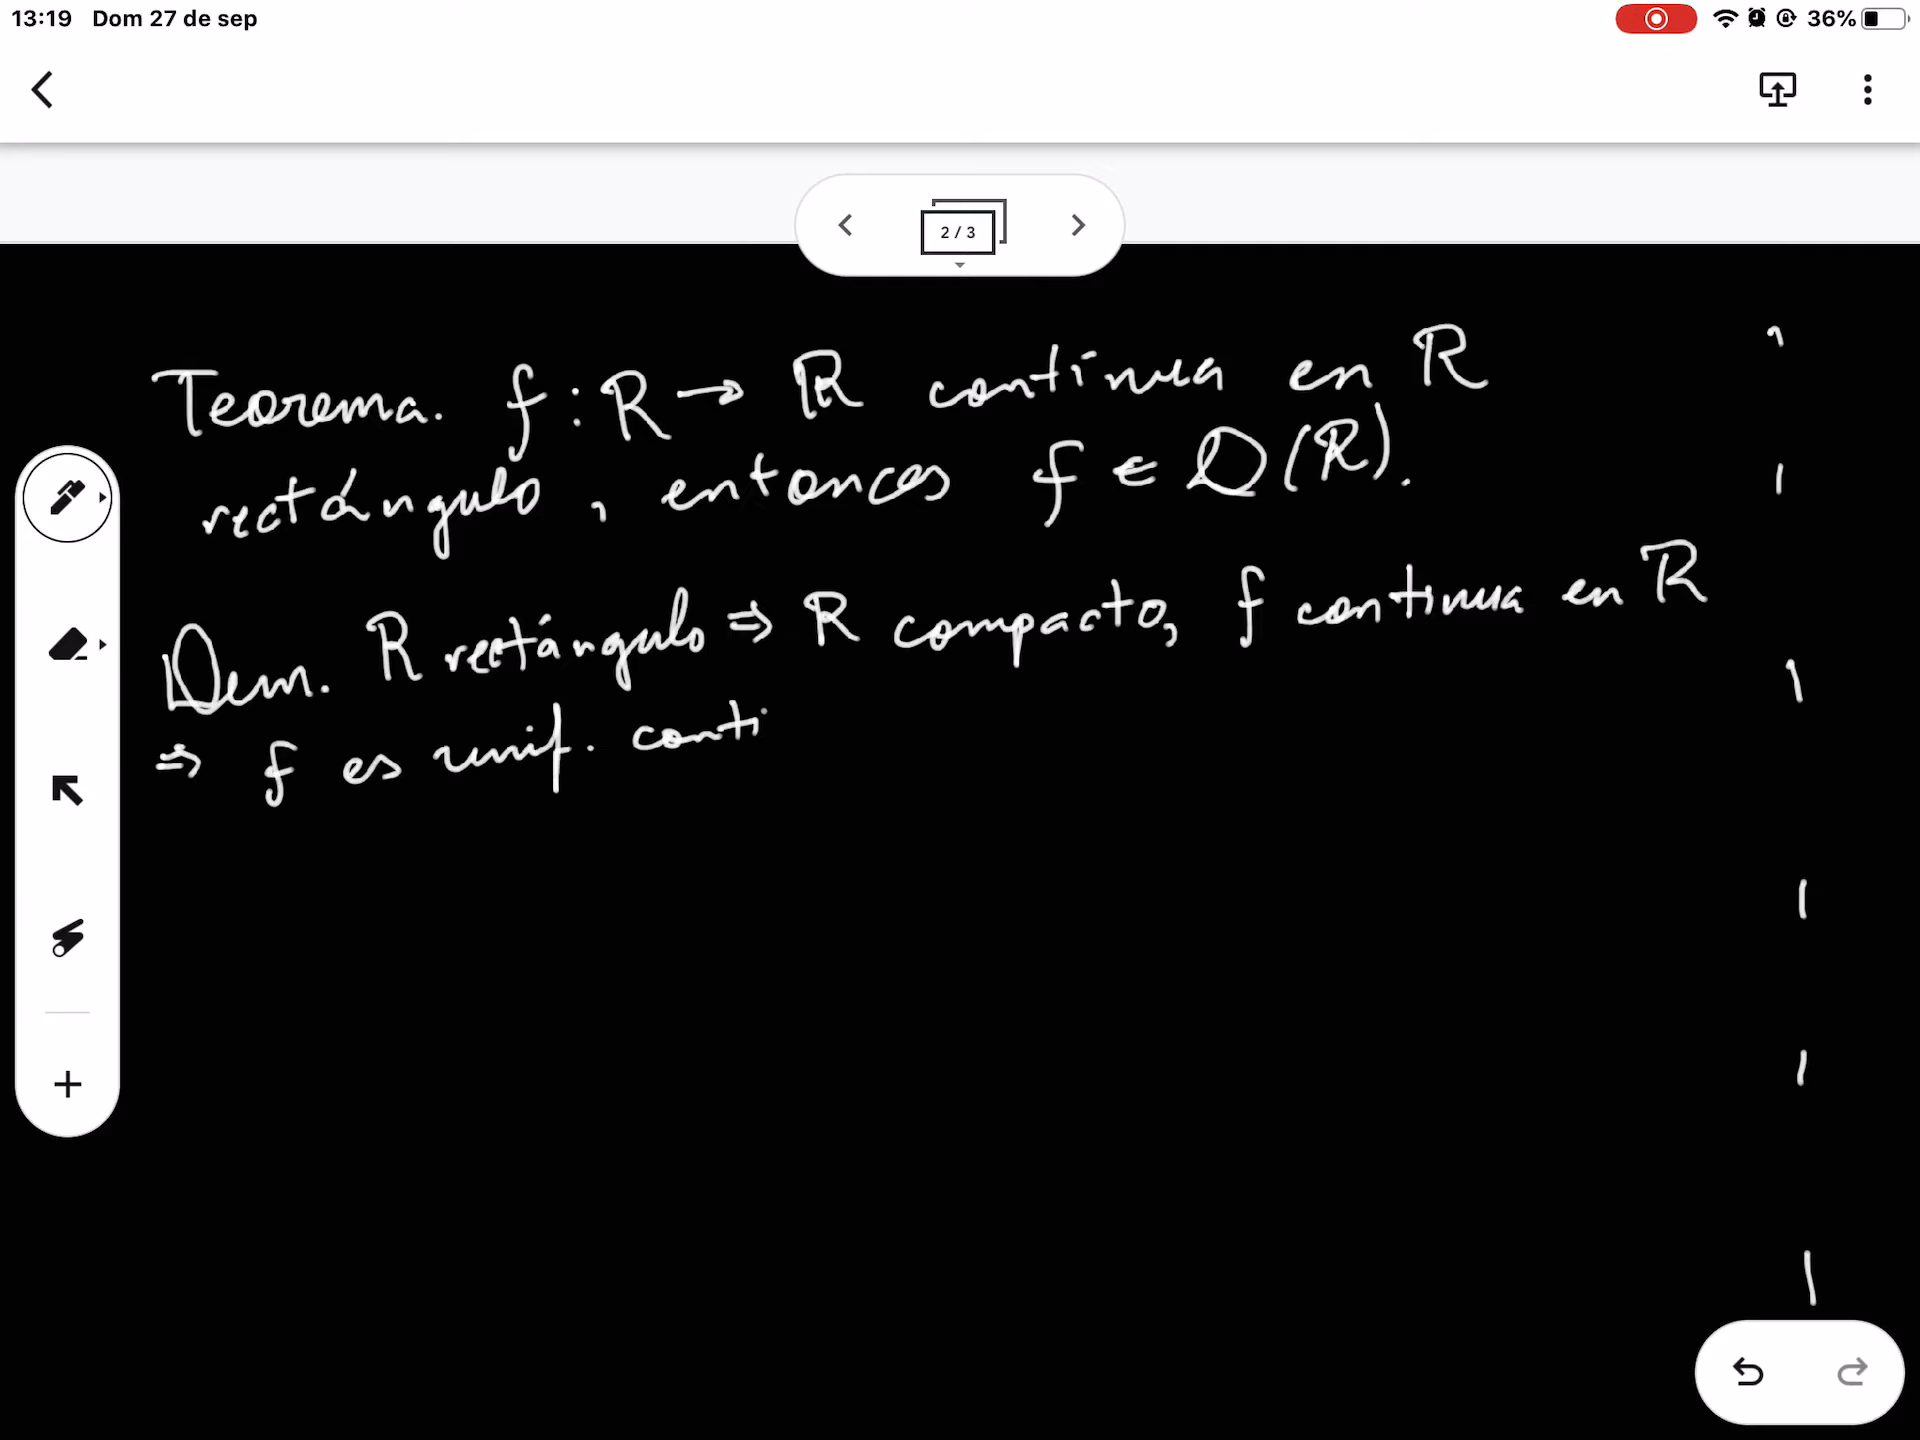 13:19 Dom 27 de sep 36%
2 / 3
Teorema. f : R → ℝ continua en R
rectángulo, entonces f ∈ D(R).
Dem. R rectángulo ⇒ R compacto, f continua en R
⇒ f es unif. conti